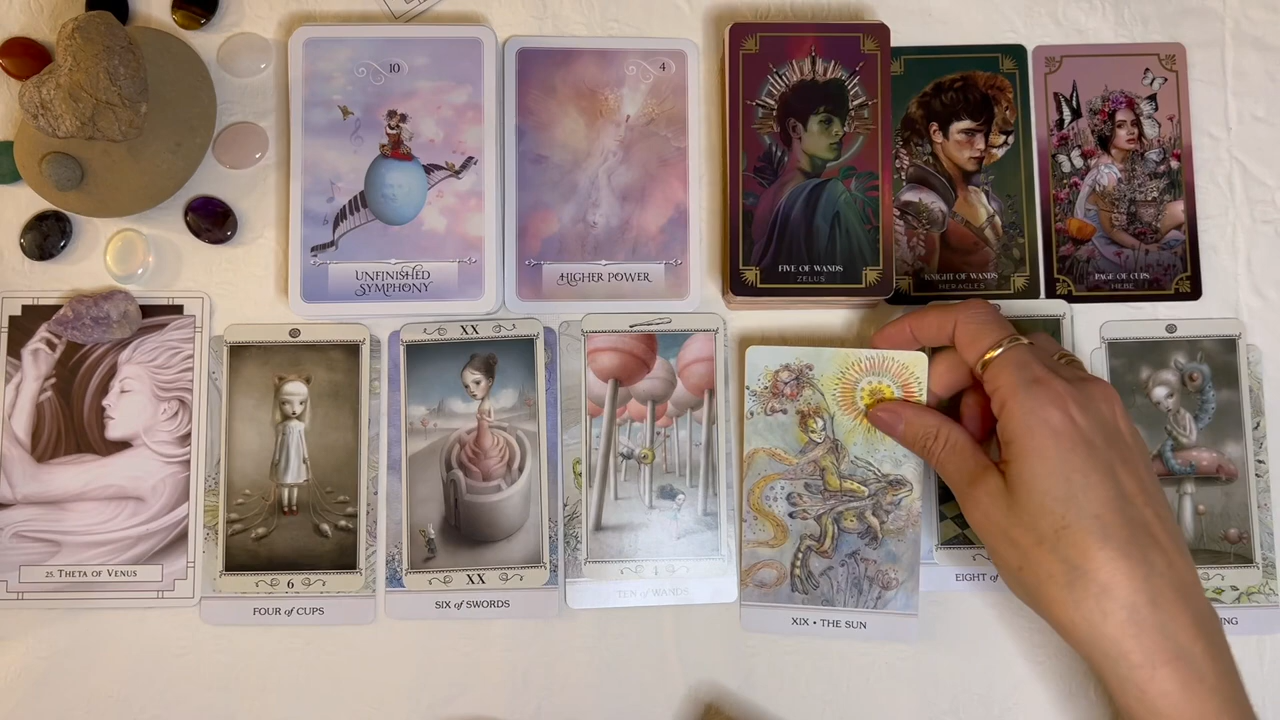 10
UNFINISHED
SYMPHONY
4
HIGHER POWER
FIVE OF WANDS
ZELUS
KNIGHT OF WANDS
HERACLES
PAGE OF CUPS
HEBE
25. THETA OF VENUS
6
FOUR of CUPS
XX
XX
SIX of SWORDS
TEN of WANDS
XIX • THE SUN
EIGHT of